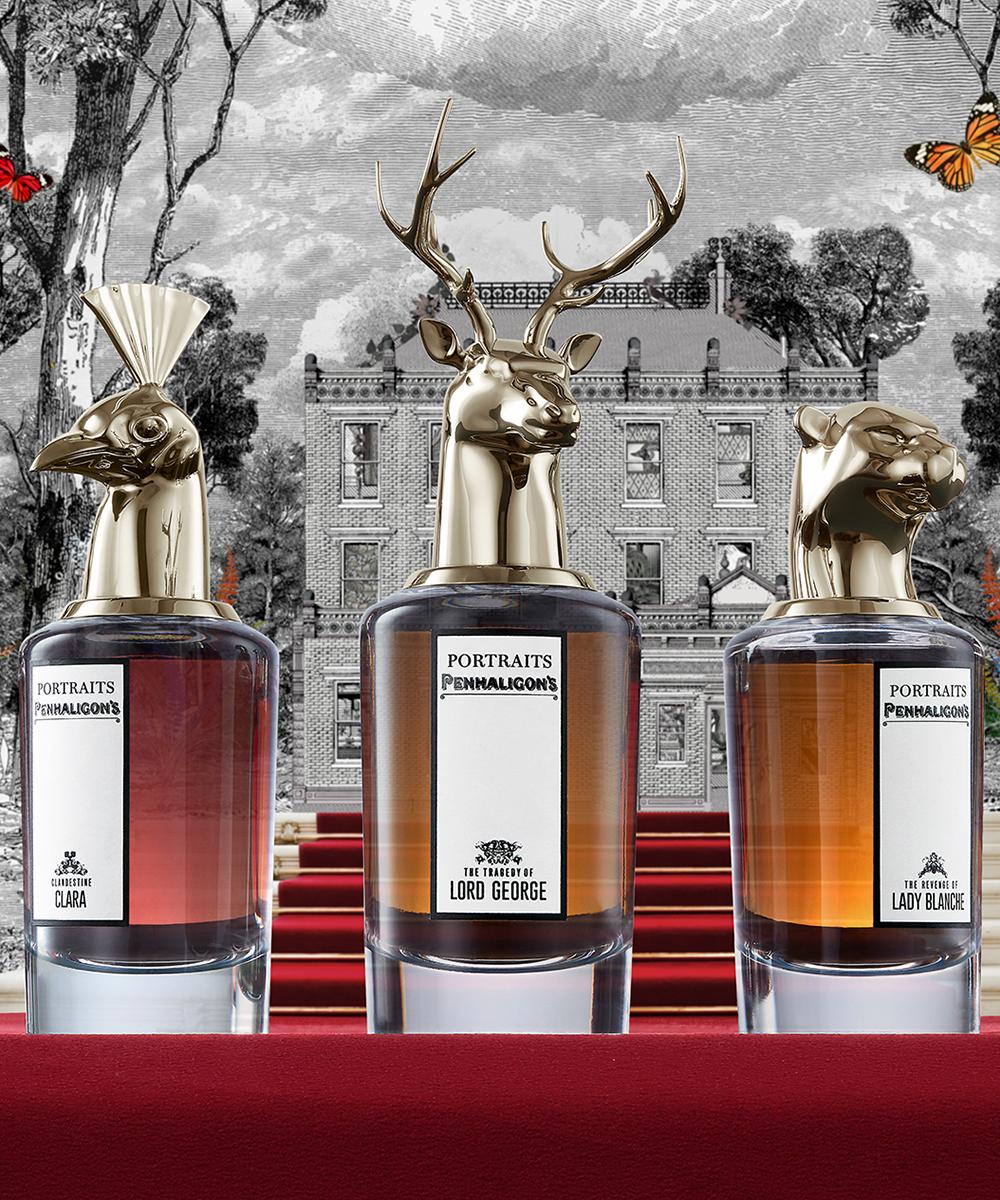 PORTRAITS
PENHALIGON'S
CLANDESTINE
CLARA
PORTRAITS
PENHALIGON'S
THE TRAGEDY OF
LORD GEORGE
PORTRAITS
PENHALIGON'S
THE REVENGE OF
LADY BLANCHE